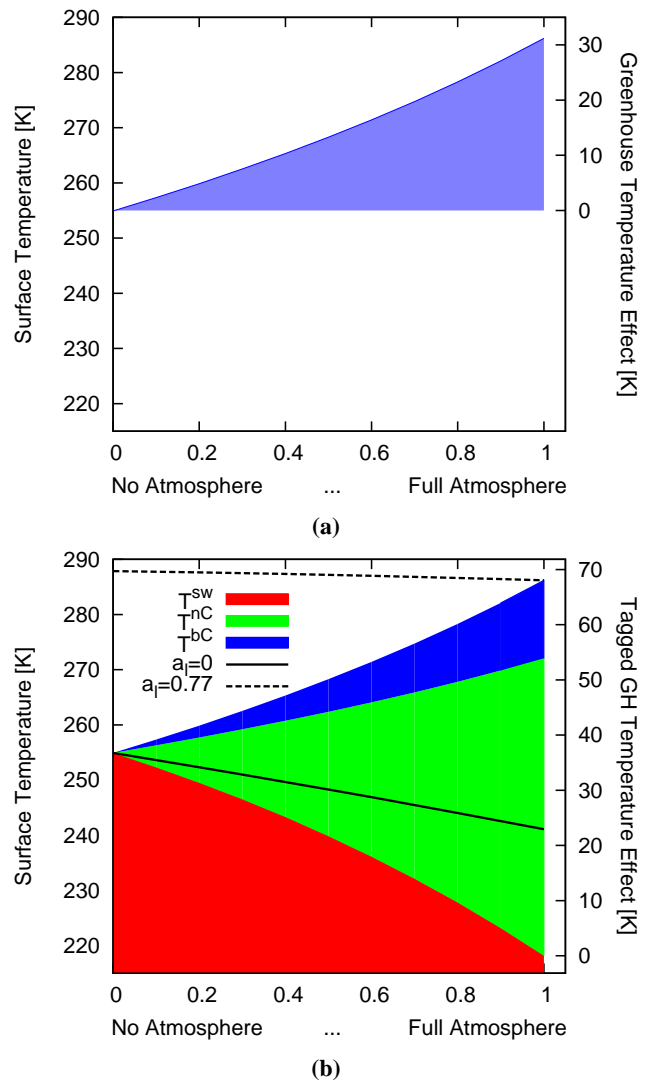 290
280
270
260
250
240
230
220
Surface Temperature [K]
30
20
10
0
Greenhouse Temperature Effect [K]
0 0.2 0.4 0.6 0.8 1
No Atmosphere ... Full Atmosphere
(a)
290
280
270
260
250
240
230
220
Surface Temperature [K]
T^sw
T^nC
T^bC
a_l=0
a_l=0.77
70
60
50
40
30
20
10
0
Tagged GH Temperature Effect [K]
0 0.2 0.4 0.6 0.8 1
No Atmosphere ... Full Atmosphere
(b)